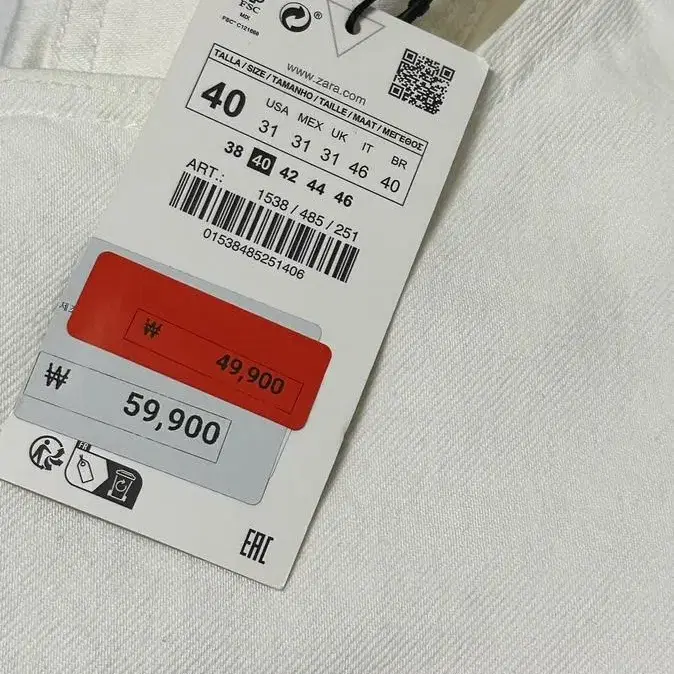 FSC
MIX
FSC® C121888
®
www.zara.com
TALLA / SIZE / TAMANHO / TAILLE / MAAT / ΜΕΓΕΘΟΣ
40 USA MEX UK IT BR
31 31 31 46 40
38 40 42 44 46
ART.: 1538 / 485 / 251
01538485251406
₩ 49,900
₩ 59,900
FR
EAC